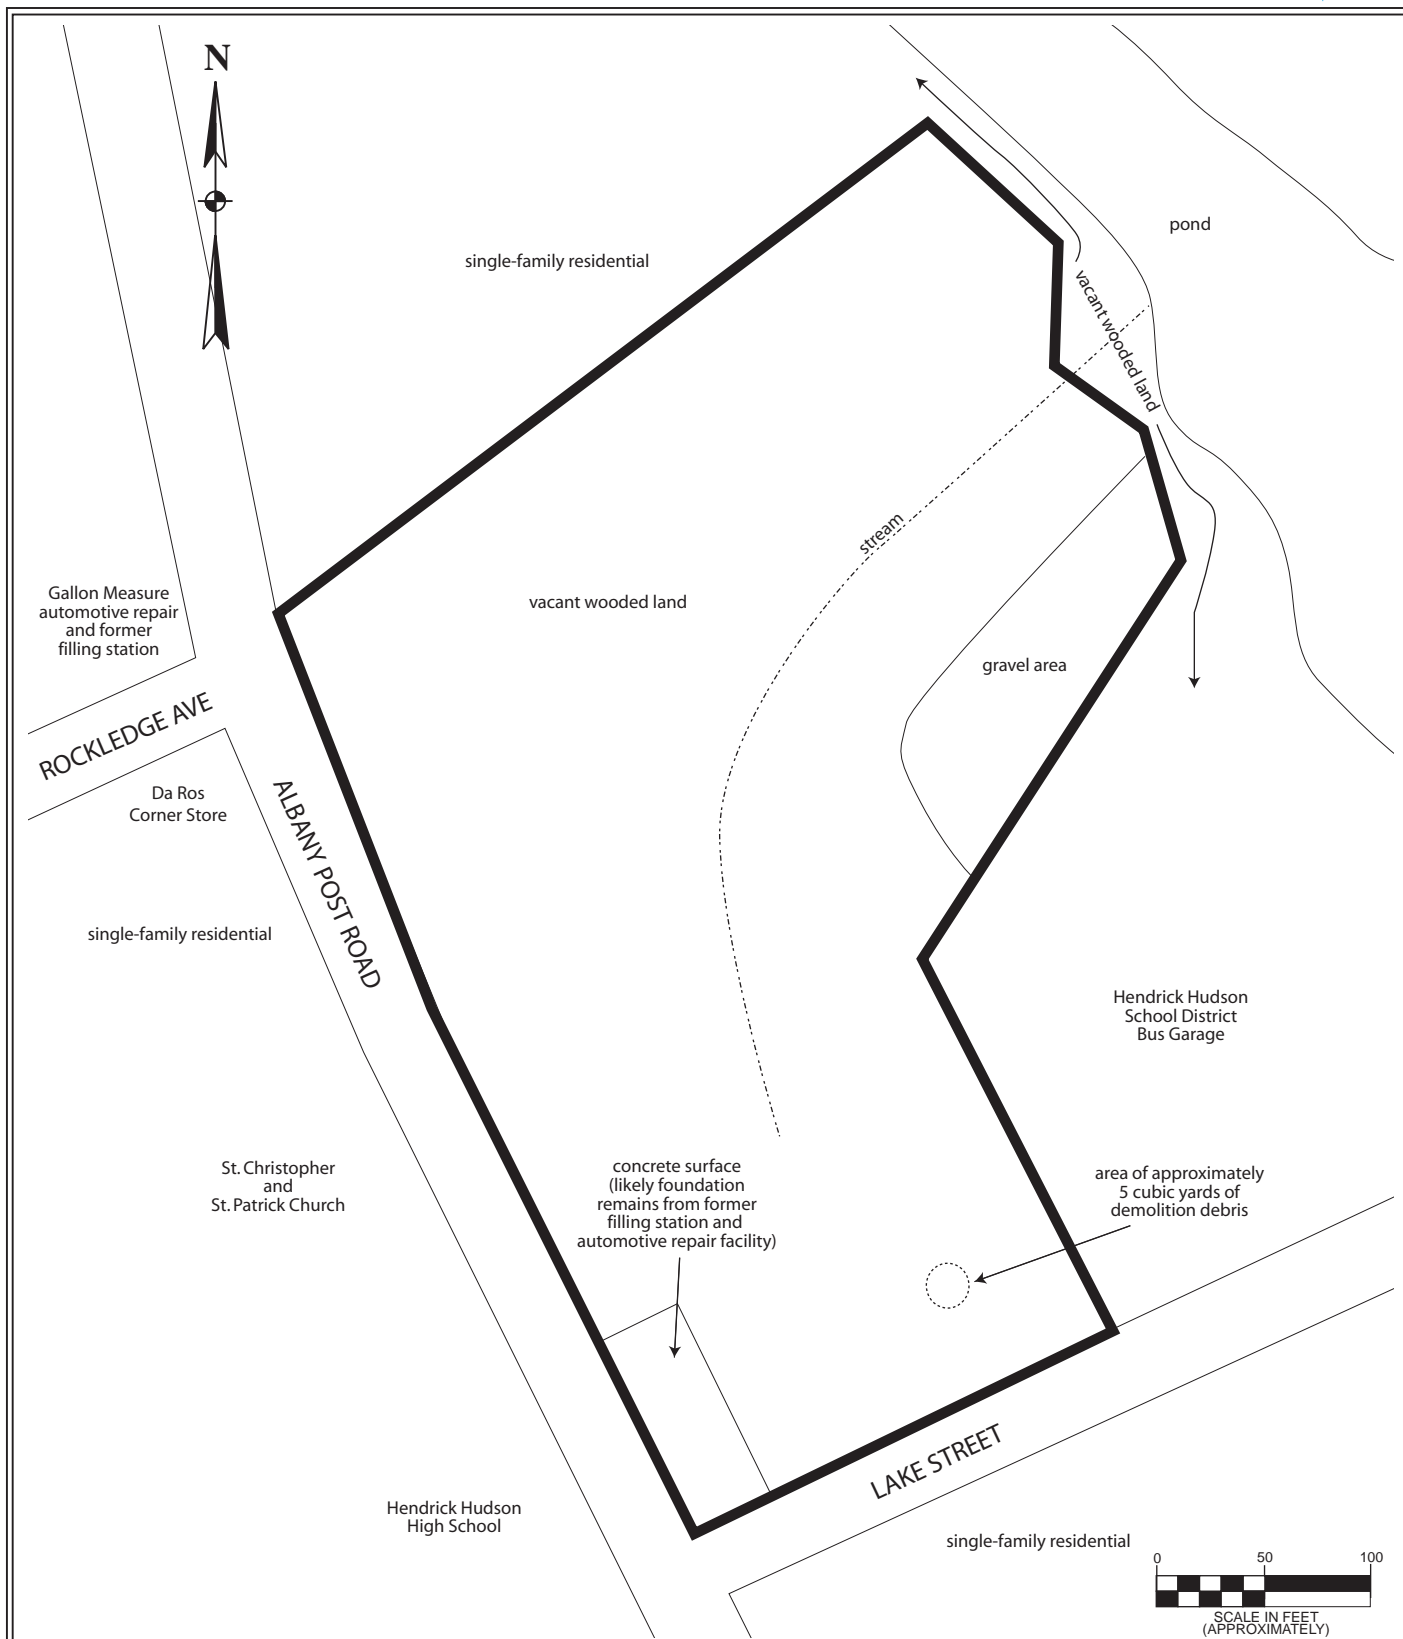 N
pond
single-family residential
vacant wooded land
stream
Gallon Measure
automotive repair
and former
filling station
vacant wooded land
gravel area
ROCKLEDGE AVE
Da Ros
Corner Store
ALBANY POST ROAD
single-family residential
Hendrick Hudson
School District
Bus Garage
St. Christopher
and
St. Patrick Church
concrete surface
(likely foundation
remains from former
filling station and
automotive repair facility)
area of approximately
5 cubic yards of
demolition debris
LAKE STREET
Hendrick Hudson
High School
single-family residential
0 50 100
SCALE IN FEET
(APPROXIMATELY)